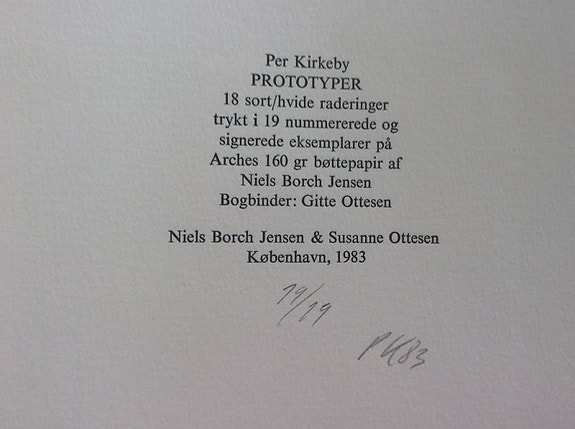 Per Kirkeby
PROTOTYPER
18 sort/hvide raderinger
trykt i 19 nummererede og
signerede eksemplarer på
Arches 160 gr bøttepapir af
Niels Borch Jensen
Bogbinder: Gitte Ottesen
Niels Borch Jensen & Susanne Ottesen
København, 1983
19/19
PK83